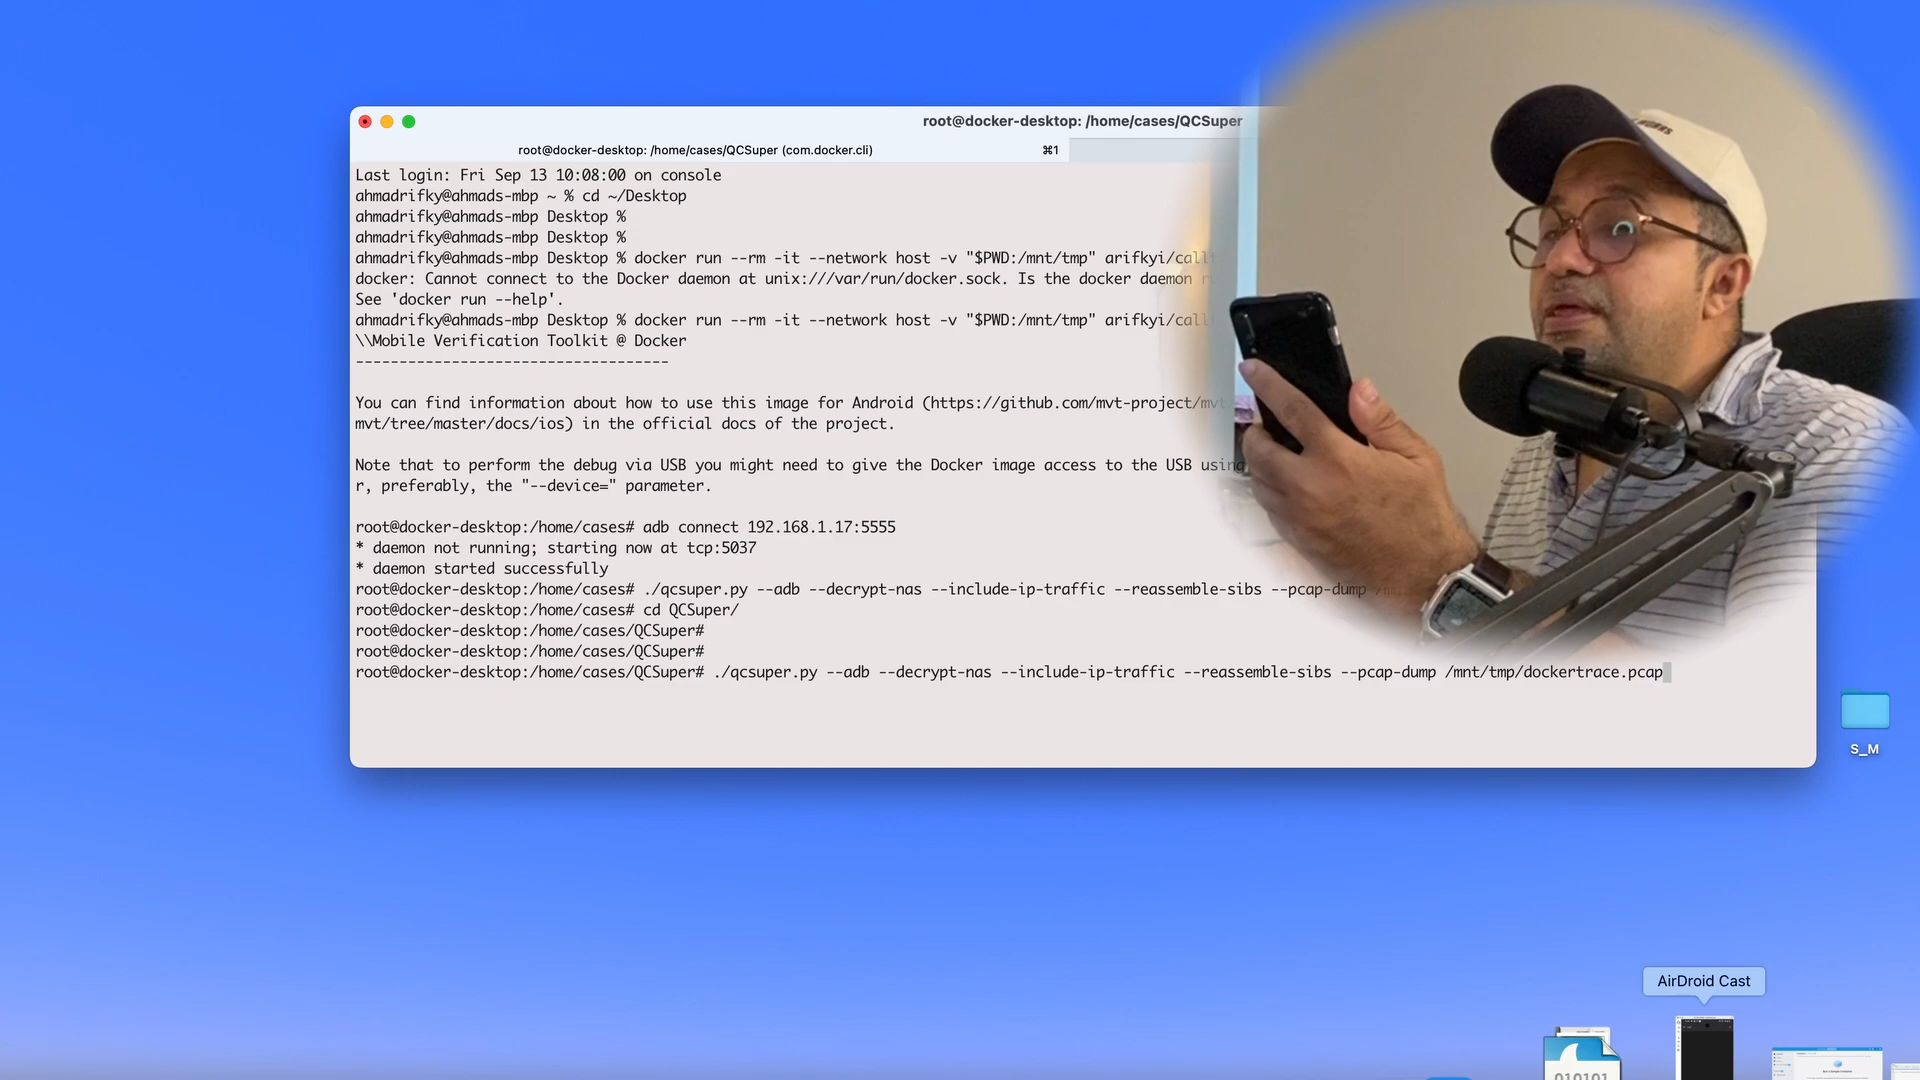 root@docker-desktop: /home/cases/QCSuper
root@docker-desktop: /home/cases/QCSuper (com.docker.cli) ⌘1
Last login: Fri Sep 13 10:08:00 on console
ahmadrifky@ahmads-mbp ~ % cd ~/Desktop
ahmadrifky@ahmads-mbp Desktop %
ahmadrifky@ahmads-mbp Desktop %
ahmadrifky@ahmads-mbp Desktop % docker run --rm -it --network host -v "$PWD:/mnt/tmp"
docker: Cannot connect to the Docker daemon at unix:///var/run/docker.sock. Is the docker daemon
See 'docker run --help'.
ahmadrifky@ahmads-mbp Desktop % docker run --rm -it --network host -v "$PWD:/mnt/tmp"
\\Mobile Verification Toolkit @ Docker
------------------------------------
You can find information about how to use this image for Android (https://github.com/mvt-project/mvt
mvt/tree/master/docs/ios) in the official docs of the project.
Note that to perform the debug via USB you might need to give the Docker image access to the USB using
r, preferably, the "--device=" parameter.
root@docker-desktop:/home/cases# adb connect 192.168.1.17:5555
* daemon not running; starting now at tcp:5037
* daemon started successfully
root@docker-desktop:/home/cases# ./qcsuper.py --adb --decrypt-nas --include-ip-traffic --reassemble-sibs --pcap-dump
root@docker-desktop:/home/cases# cd QCSuper/
root@docker-desktop:/home/cases/QCSuper#
root@docker-desktop:/home/cases/QCSuper#
root@docker-desktop:/home/cases/QCSuper# ./qcsuper.py --adb --decrypt-nas --include-ip-traffic --reassemble-sibs --pcap-dump /mnt/tmp/dockertrace.pcap
S_M
AirDroid Cast